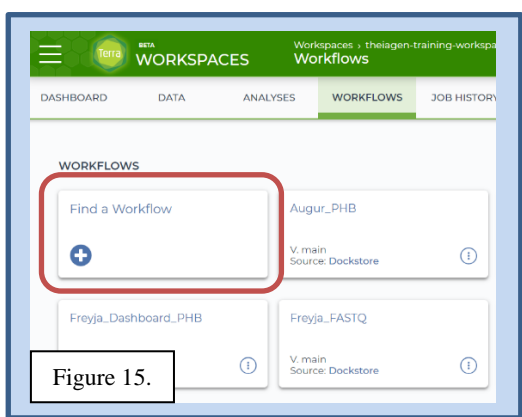 Terra
BETA
WORKSPACES
Workspaces › theiagen-training-workspa
Workflows
DASHBOARD DATA ANALYSES WORKFLOWS JOB HISTORY
WORKFLOWS
Find a Workflow
Augur_PHB
V. main
Source: Dockstore
Freyja_Dashboard_PHB
Freyja_FASTQ
V. main
Source: Dockstore
Figure 15.